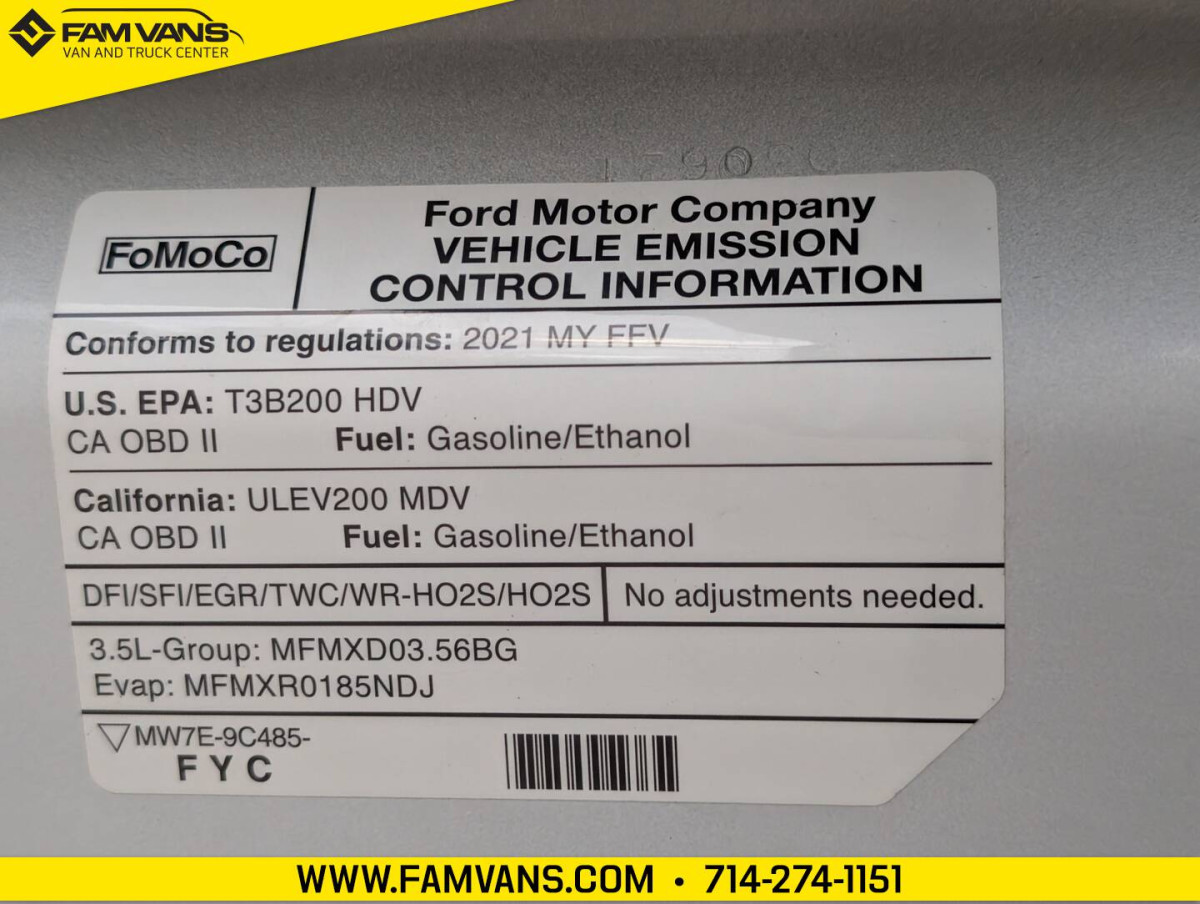 FAM VANS
VAN AND TRUCK CENTER
FoMoCo
Ford Motor Company
VEHICLE EMISSION
CONTROL INFORMATION
Conforms to regulations: 2021 MY FFV
U.S. EPA: T3B200 HDV
CA OBD II Fuel: Gasoline/Ethanol
California: ULEV200 MDV
CA OBD II Fuel: Gasoline/Ethanol
DFI/SFI/EGR/TWC/WR-HO2S/HO2S No adjustments needed.
3.5L-Group: MFMXD03.56BG
Evap: MFMXR0185NDJ
MW7E-9C485-
F Y C
WWW.FAMVANS.COM • 714-274-1151